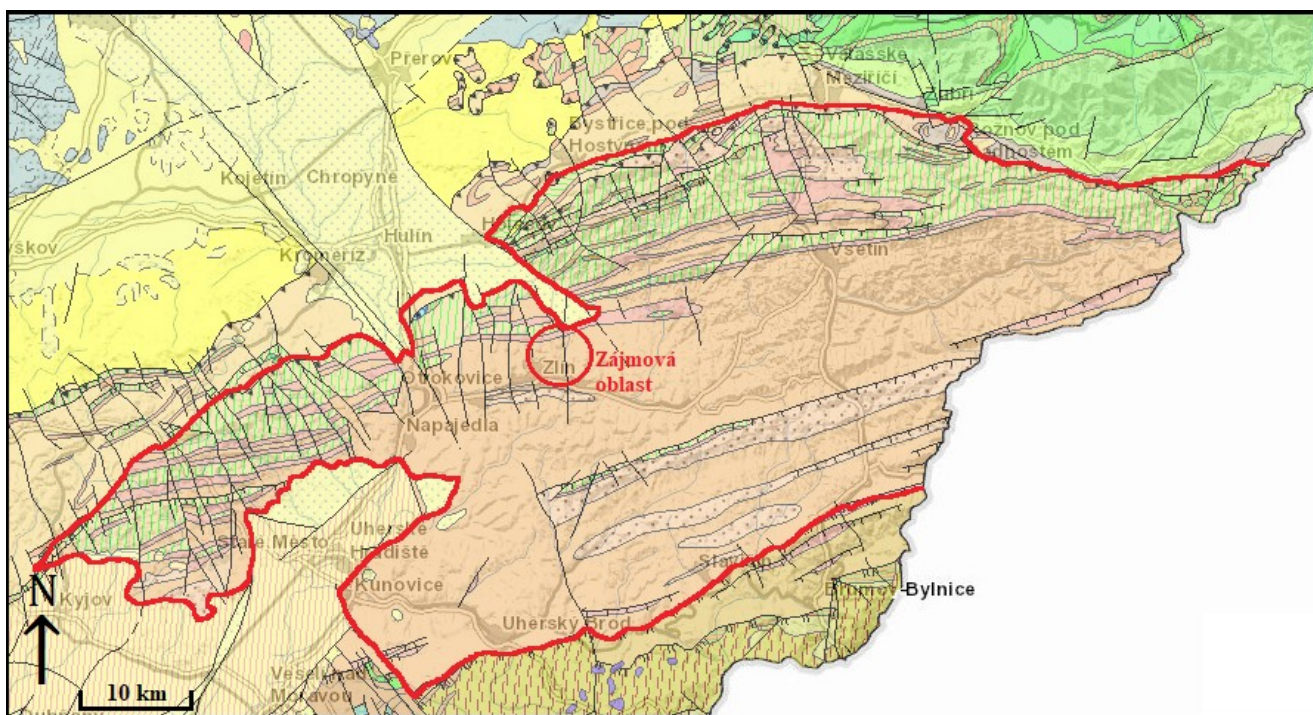 Přerov
Valašské
Meziříčí
Zubří
Rožnov pod
Radhoštěm
Bystřice pod
Hostýnem
Kojetín
Chropyně
Hulín
Kroměříž
Vsetín
Otrokovice
Zlín
Zájmová
oblast
Napajedla
Staré Město
Uherské
Hradiště
Kunovice
Slavičín
Brumov-Bylnice
Uherský Brod
Kyjov
Veselí nad
Moravou
N
10 km